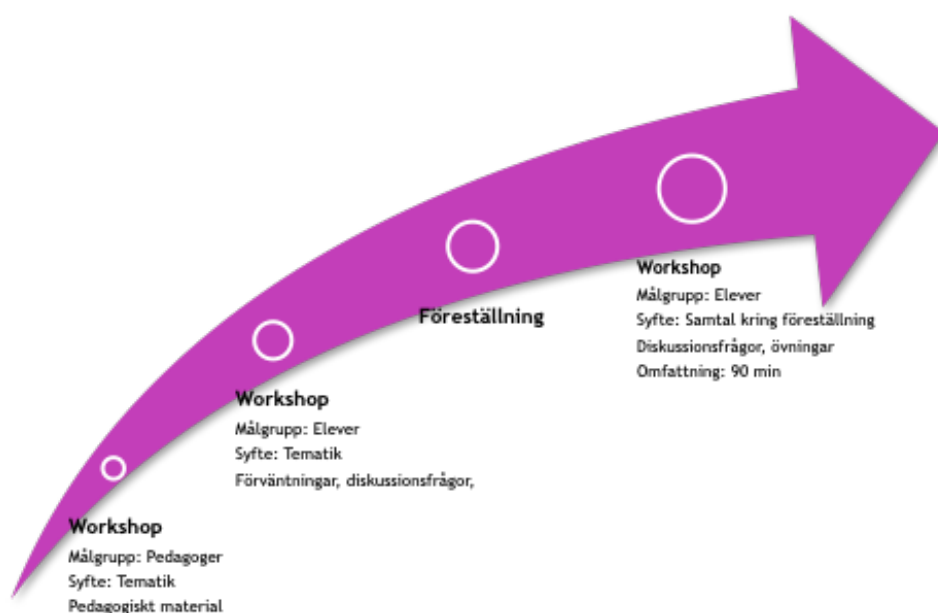 Workshop
Målgrupp: Pedagoger
Syfte: Tematik
Pedagogiskt material
Workshop
Målgrupp: Elever
Syfte: Tematik
Förväntningar, diskussionsfrågor,
Föreställning
Workshop
Målgrupp: Elever
Syfte: Samtal kring föreställning
Diskussionsfrågor, övningar
Omfattning: 90 min